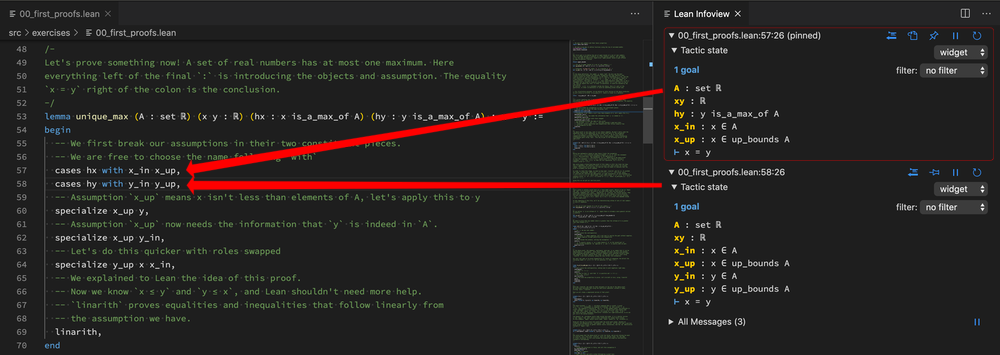 00_first_proofs.lean
src > exercises > 00_first_proofs.lean
48 /-
49 Let's prove something now! A set of real numbers has at most one maximum. Here
50 everything left of the final `:` is introducing the objects and assumption. The equality
51 `x = y` right of the colon is the conclusion.
52 -/
53 lemma unique_max (A : set ℝ) (x y : ℝ) (hx : x is_a_max_of A) (hy : y is_a_max_of A) : y :=
54 begin
55 -- We first break our assumptions in their two constituent pieces.
56 -- We are free to choose the name following `with`
57 cases hx with x_in x_up,
58 cases hy with y_in y_up,
59 -- Assumption `x_up` means x isn't less than elements of A, let's apply this to y
60 specialize x_up y,
61 -- Assumption `x_up` now needs the information that `y` is indeed in `A`.
62 specialize x_up y_in,
63 -- Let's do this quicker with roles swapped
64 specialize y_up x x_in,
65 -- We explained to Lean the idea of this proof.
66 -- Now we know `x ≤ y` and `y ≤ x`, and Lean shouldn't need more help.
67 -- `linarith` proves equalities and inequalities that follow linearly from
68 -- the assumption we have.
69 linarith,
70 end
Lean Infoview
00_first_proofs.lean:57:26 (pinned)
Tactic state
widget
1 goal
filter: no filter
A : set ℝ
xy : ℝ
hy : y is_a_max_of A
x_in : x ∈ A
x_up : x ∈ up_bounds A
⊢ x = y
00_first_proofs.lean:58:26
Tactic state
widget
1 goal
filter: no filter
A : set ℝ
xy : ℝ
x_in : x ∈ A
x_up : x ∈ up_bounds A
y_in : y ∈ A
y_up : y ∈ up_bounds A
⊢ x = y
All Messages (3)